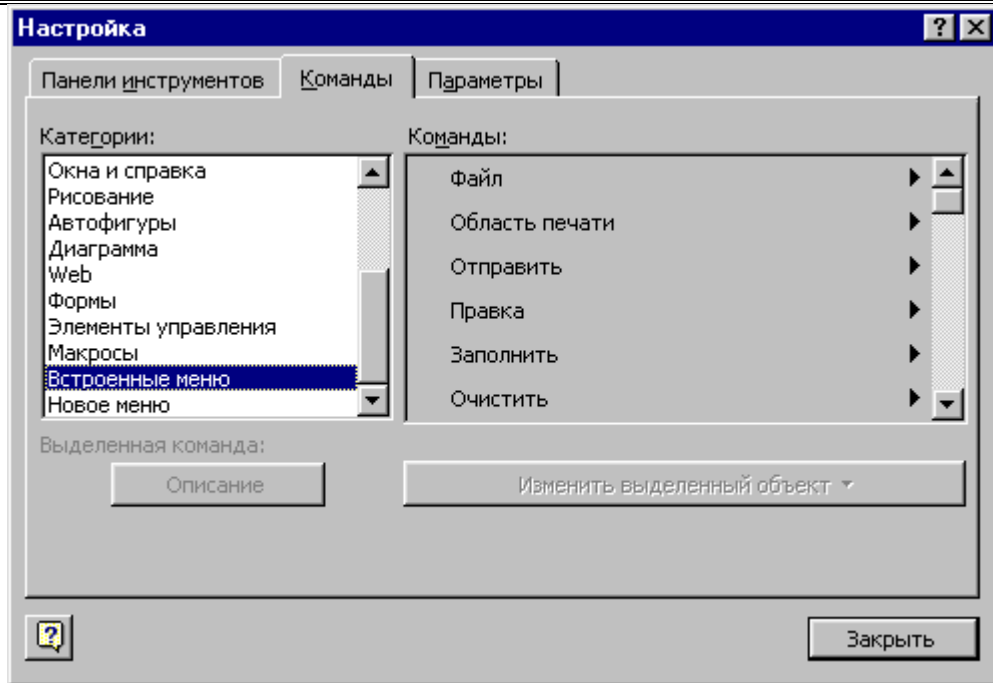 Настройка
Панели инструментов Команды Параметры
Категории: Команды:
Окна и справка
Рисование
Автофигуры
Диаграмма
Web
Формы
Элементы управления
Макросы
Встроенные меню
Новое меню
Файл
Область печати
Отправить
Правка
Заполнить
Очистить
Выделенная команда:
Описание Изменить выделенный объект
Закрыть